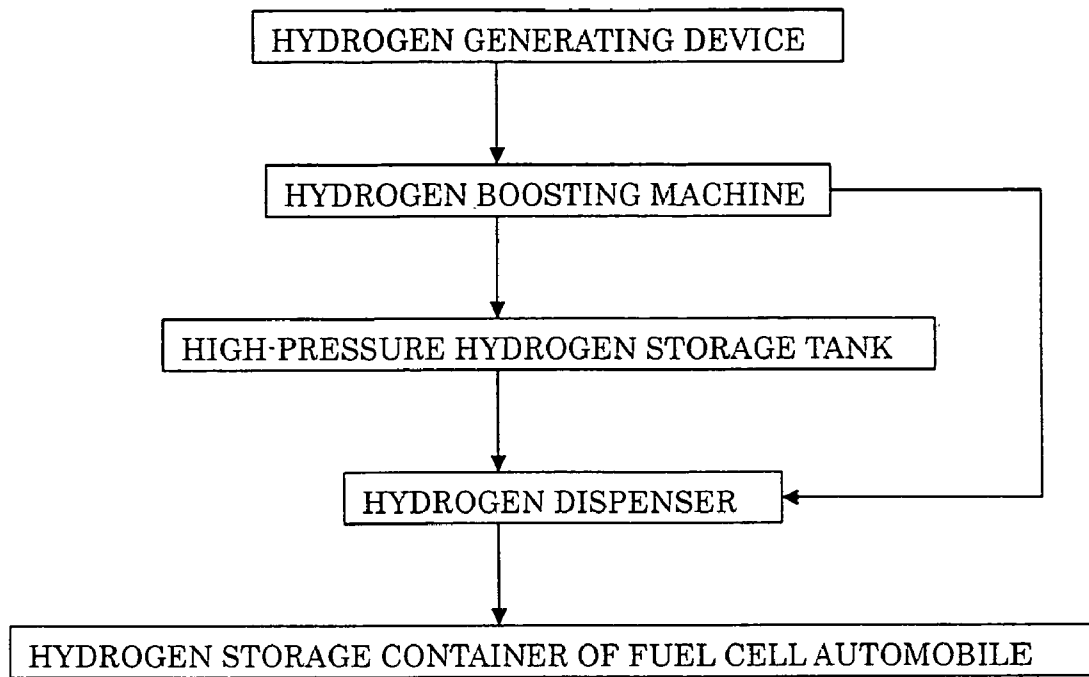 HYDROGEN GENERATING DEVICE
HYDROGEN BOOSTING MACHINE
HIGH-PRESSURE HYDROGEN STORAGE TANK
HYDROGEN DISPENSER
HYDROGEN STORAGE CONTAINER OF FUEL CELL AUTOMOBILE